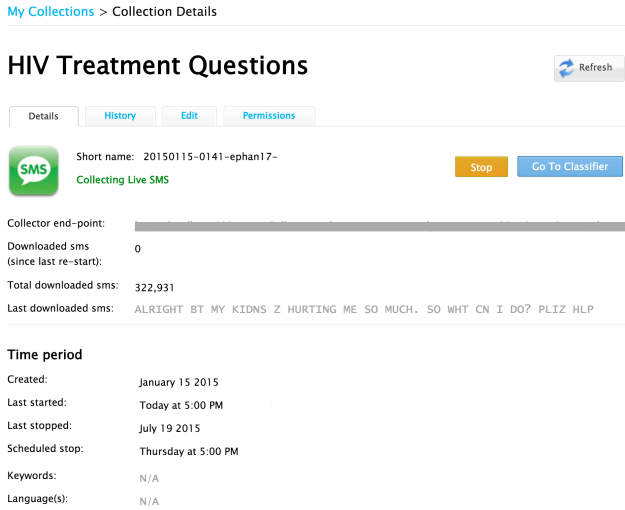 My Collections > Collection Details
HIV Treatment Questions
Refresh
Details History Edit Permissions
SMS
Short name: 20150115-0141-ephan17-
Collecting Live SMS
Stop
Go To Classifier
Collector end-point:
Downloaded sms
(since last re-start):
0
Total downloaded sms: 322,931
Last downloaded sms: ALRIGHT BT MY KIDNS Z HURTING ME SO MUCH. SO WHT CN I DO? PLIZ HLP
Time period
Created: January 15 2015
Last started: Today at 5:00 PM
Last stopped: July 19 2015
Scheduled stop: Thursday at 5:00 PM
Keywords: N/A
Language(s): N/A